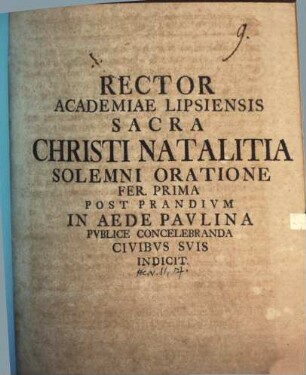 9.
RECTOR
ACADEMIAE LIPSIENSIS
SACRA
CHRISTI NATALITIA
SOLEMNI ORATIONE
FER. PRIMA
POST PRANDIVM
IN AEDE PAVLINA
PVBLICE CONCELEBRANDA
CIVIBVS SVIS
INDICIT.